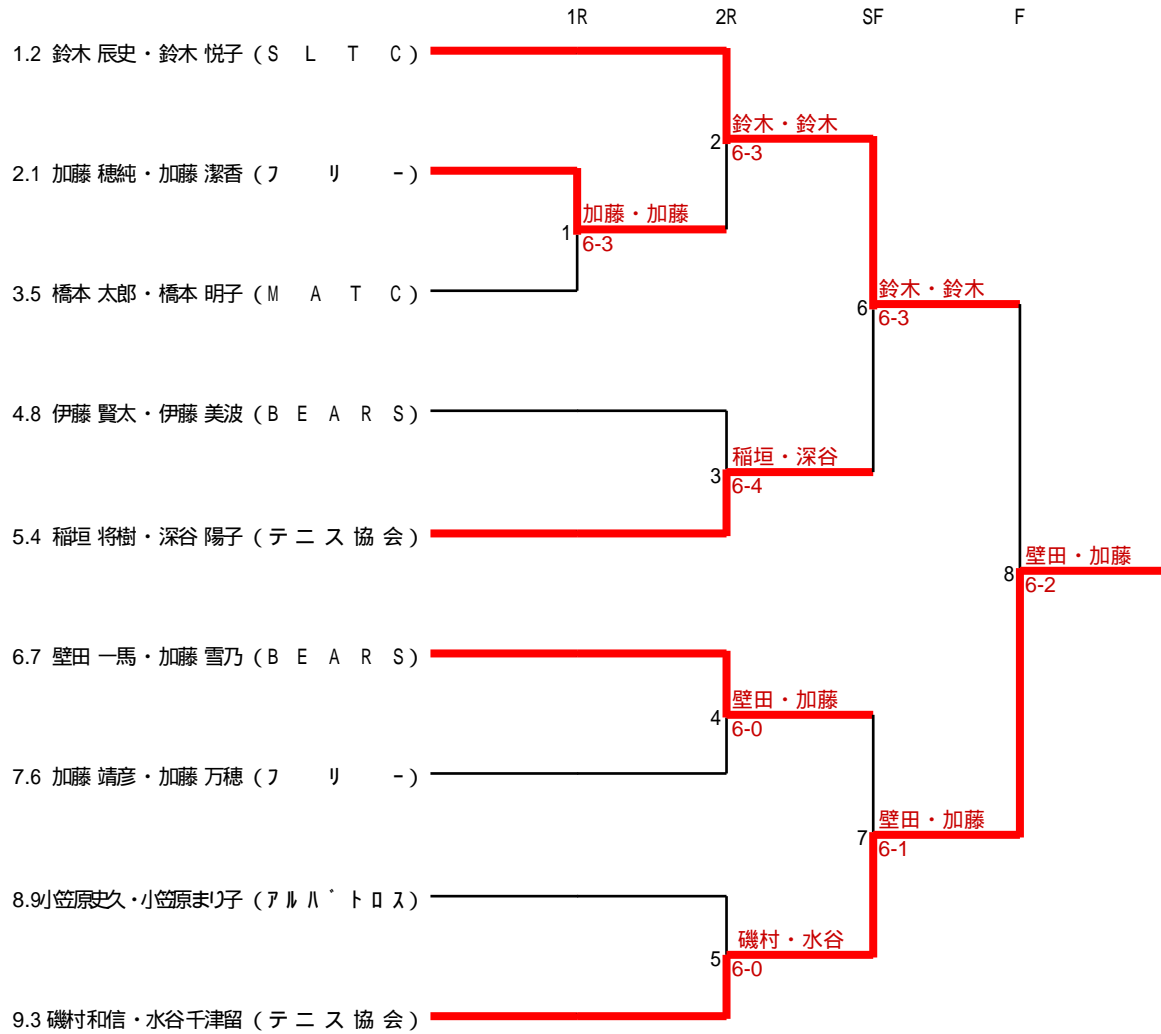 1R 2R SF F
1.2 鈴木 辰史・鈴木 悦子 (S L T C)
鈴木・鈴木
2
6-3
2.1 加藤 穂純・加藤 潔香 (フ リ ー)
加藤・加藤
1
6-3
3.5 橋本 太郎・橋本 明子 (M A T C)
鈴木・鈴木
6
6-3
4.8 伊藤 賢太・伊藤 美波 (B E A R S)
稲垣・深谷
3
6-4
5.4 稲垣 将樹・深谷 陽子 (テ ニ ス 協 会)
壁田・加藤
8
6-2
6.7 壁田 一馬・加藤 雪乃 (B E A R S)
壁田・加藤
4
6-0
7.6 加藤 靖彦・加藤 万穂 (フ リ ー)
壁田・加藤
7
6-1
8.9小笠原史久・小笠原まり子 (ア ル バ ト ロ ス)
磯村・水谷
5
6-0
9.3 磯村和信・水谷千津留 (テ ニ ス 協 会)